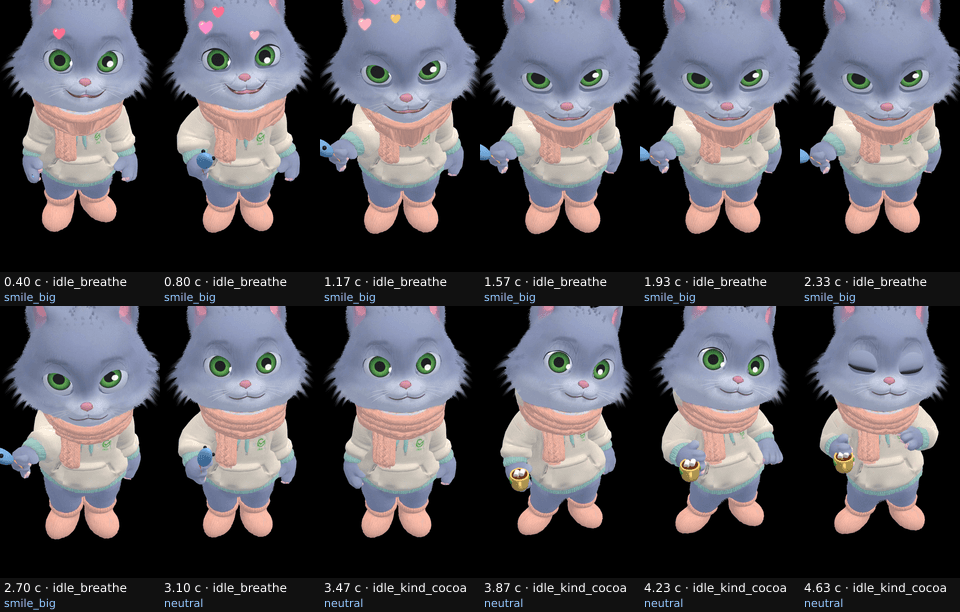 0.40 c · idle_breathe
smile_big
0.80 c · idle_breathe
smile_big
1.17 c · idle_breathe
smile_big
1.57 c · idle_breathe
smile_big
1.93 c · idle_breathe
smile_big
2.33 c · idle_breathe
smile_big
2.70 c · idle_breathe
smile_big
3.10 c · idle_breathe
neutral
3.47 c · idle_kind_cocoa
neutral
3.87 c · idle_kind_cocoa
neutral
4.23 c · idle_kind_cocoa
neutral
4.63 c · idle_kind_cocoa
neutral